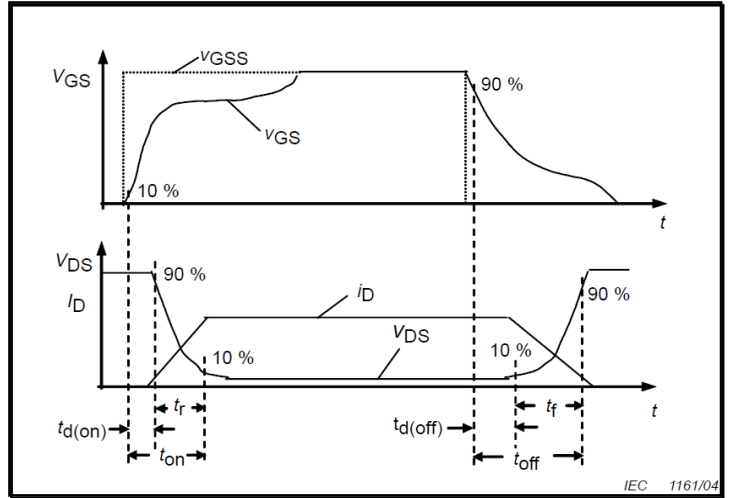 VGS
vGSS
vGS
10 %
90 %
t
VDS
ID
90 %
iD
VDS
10 %
10 %
90 %
t
td(on)
tr
ton
td(off)
tf
toff
IEC 1161/04